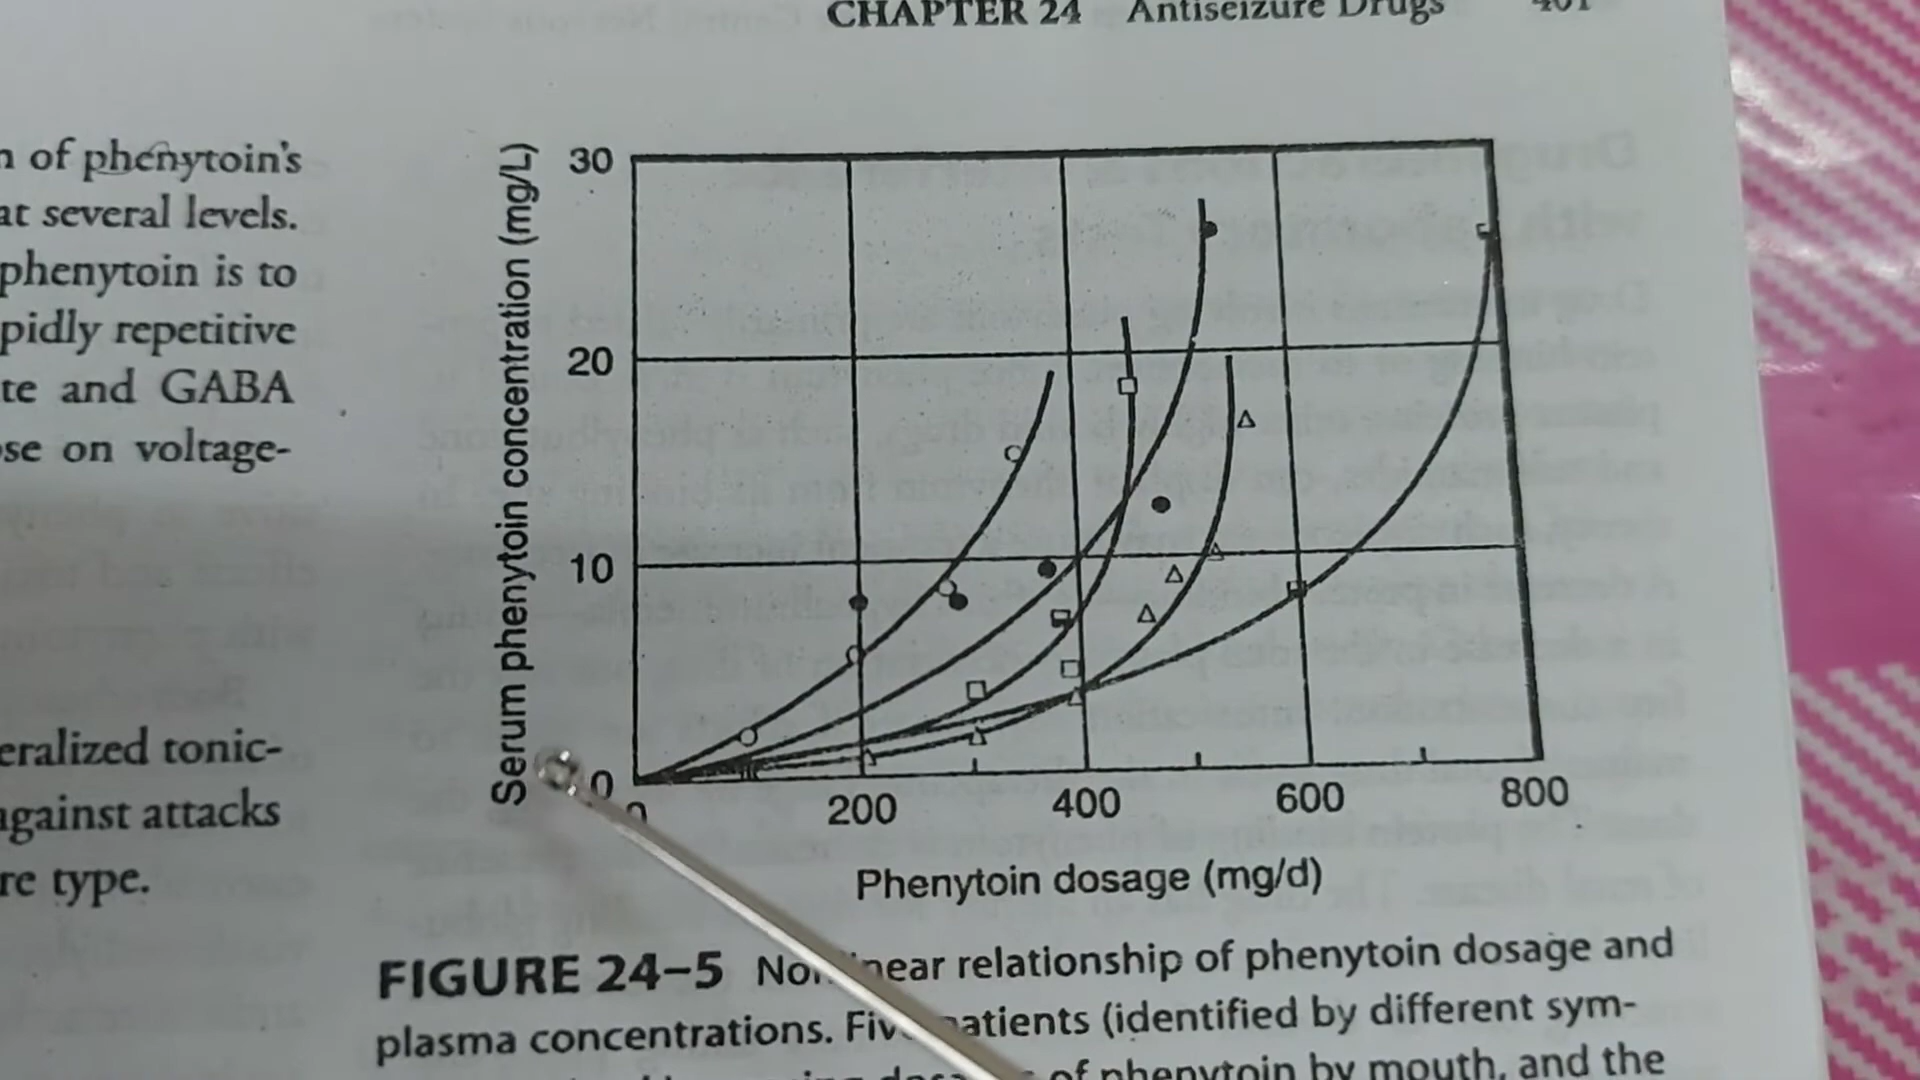 CHAPTER 24 Antiseizure Drugs 401
n of phenytoin's
at several levels.
phenytoin is to
pidly repetitive
te and GABA
ose on voltage-
eralized tonic-
against attacks
re type.
Serum phenytoin concentration (mg/L)
30
20
10
0
0 200 400 600 800
Phenytoin dosage (mg/d)
FIGURE 24–5 Nonlinear relationship of phenytoin dosage and
plasma concentrations. Five patients (identified by different sym-
of phenytoin by mouth, and the